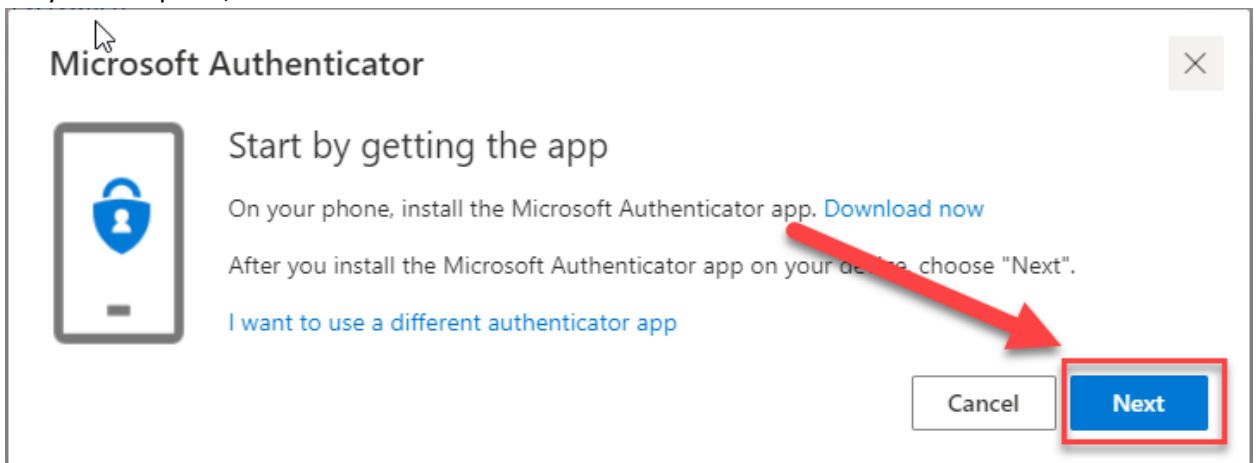 Microsoft Authenticator
Start by getting the app
On your phone, install the Microsoft Authenticator app. Download now
After you install the Microsoft Authenticator app on your device, choose "Next".
I want to use a different authenticator app
Cancel
Next